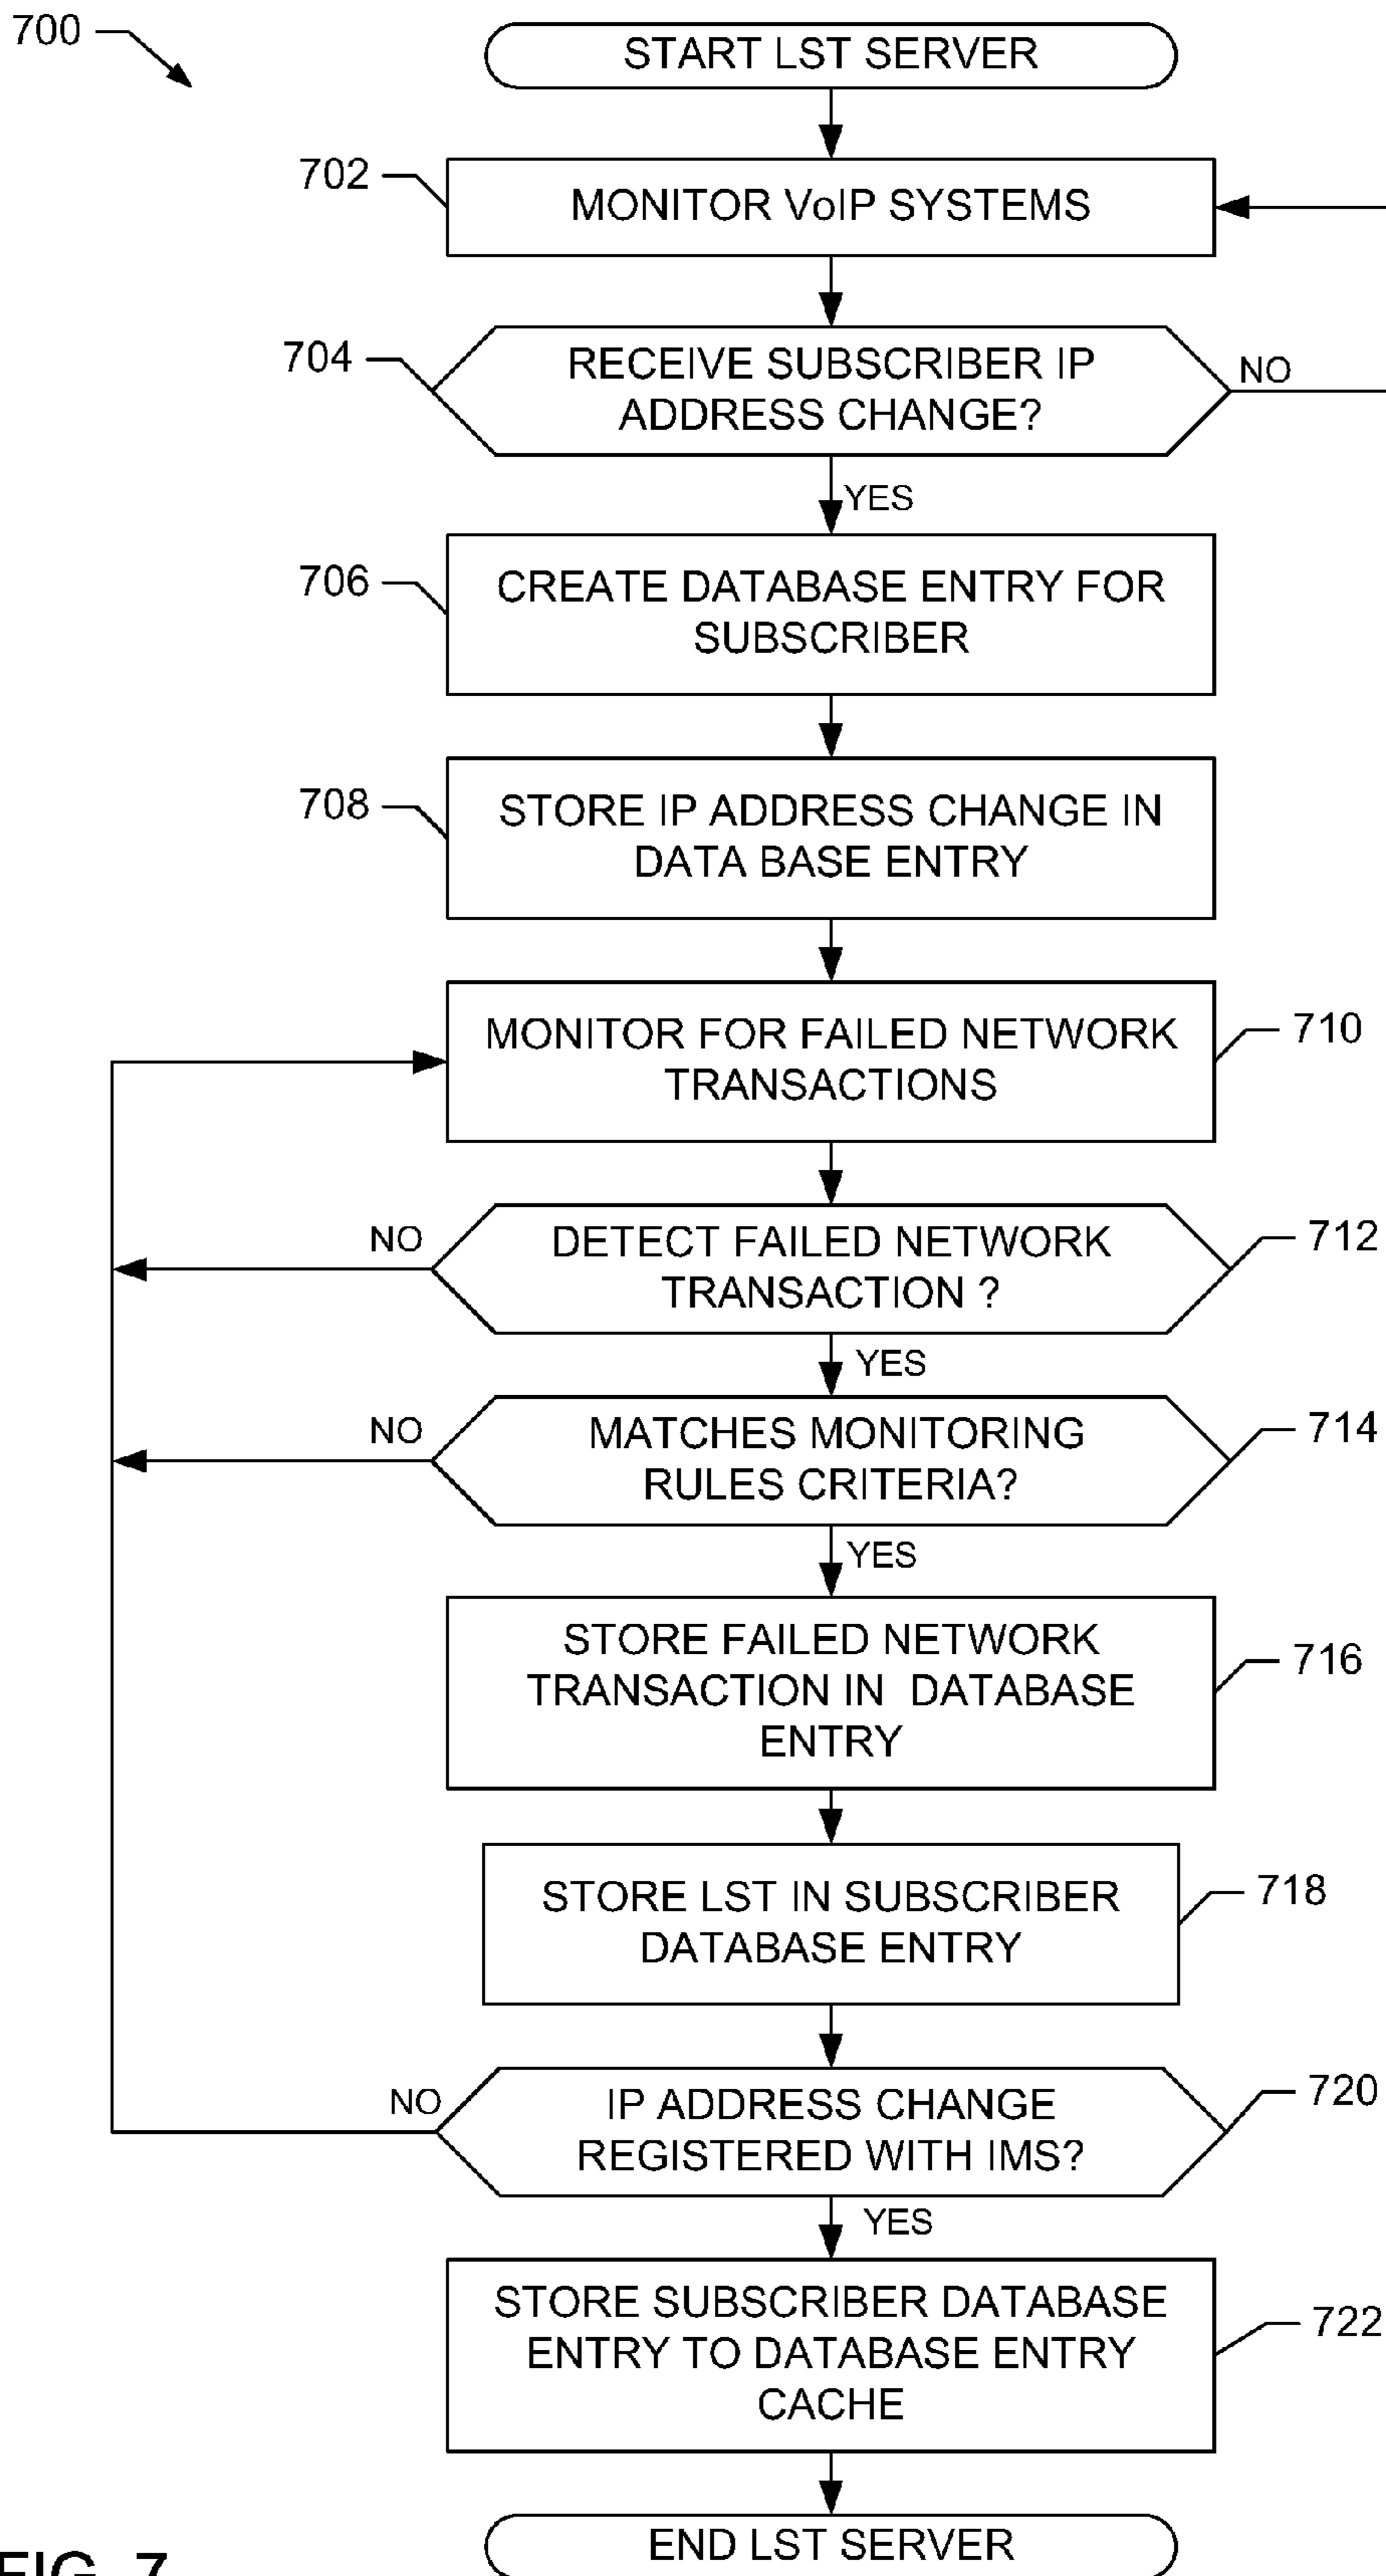 700
START LST SERVER
702
MONITOR VoIP SYSTEMS
704
RECEIVE SUBSCRIBER IP
ADDRESS CHANGE?
NO
YES
706
CREATE DATABASE ENTRY FOR
SUBSCRIBER
708
STORE IP ADDRESS CHANGE IN
DATA BASE ENTRY
MONITOR FOR FAILED NETWORK
TRANSACTIONS
710
NO
DETECT FAILED NETWORK
TRANSACTION ?
712
YES
NO
MATCHES MONITORING
RULES CRITERIA?
714
YES
STORE FAILED NETWORK
TRANSACTION IN DATABASE
ENTRY
716
STORE LST IN SUBSCRIBER
DATABASE ENTRY
718
NO
IP ADDRESS CHANGE
REGISTERED WITH IMS?
720
YES
STORE SUBSCRIBER DATABASE
ENTRY TO DATABASE ENTRY
CACHE
722
END LST SERVER
FIG. 7